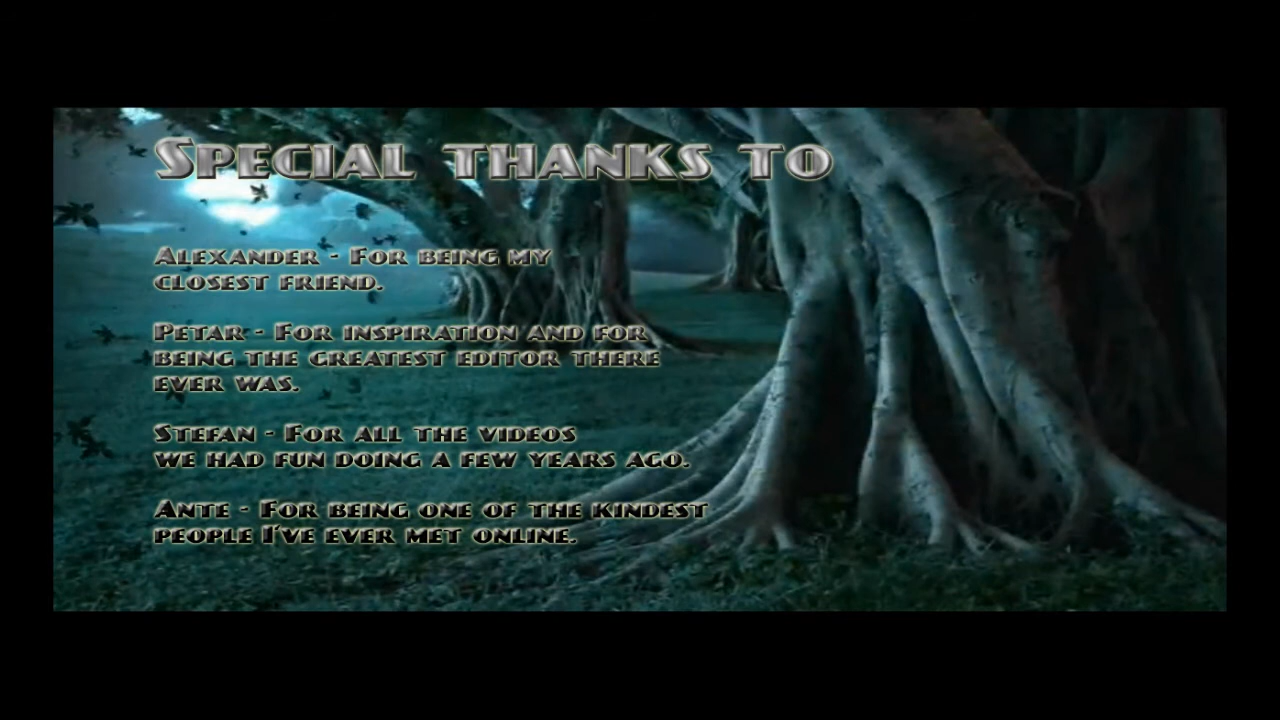 Special thanks to
Alexander - For being my
closest friend.
Petar - For inspiration and for
being the greatest editor there
ever was.
Stefan - For all the videos
we had fun doing a few years ago.
Ante - For being one of the kindest
people I've ever met online.